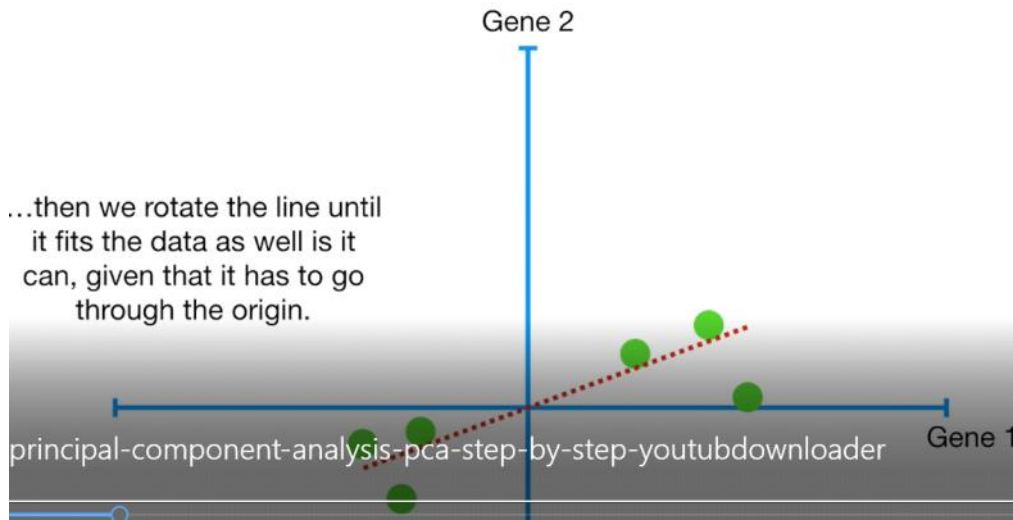 Gene 2
...then we rotate the line until
it fits the data as well is it
can, given that it has to go
through the origin.
Gene 1
principal-component-analysis-pca-step-by-step-youtubdownloader